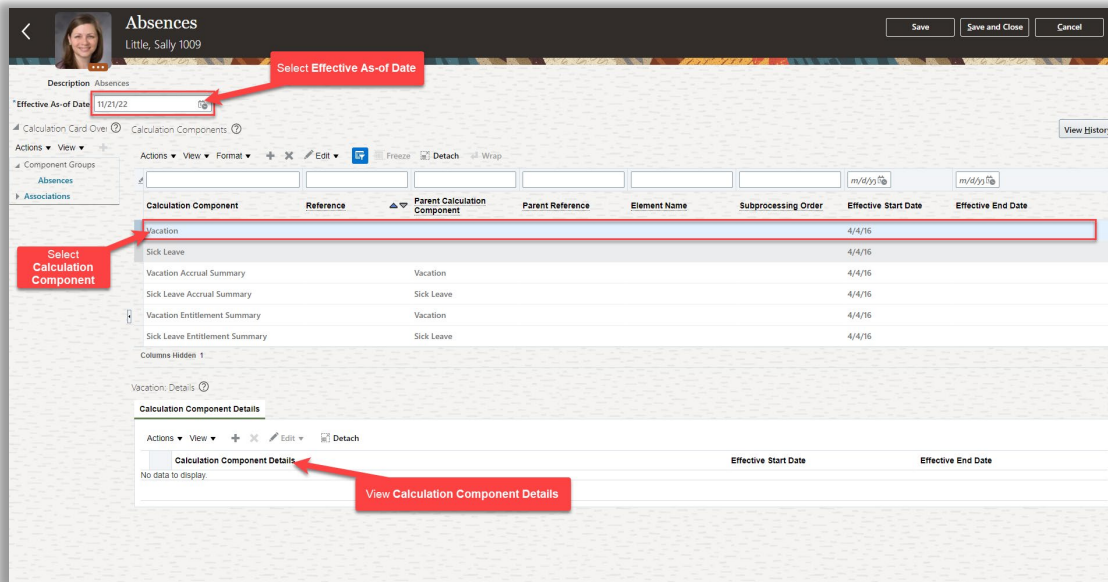 Absences
Little, Sally 1009
Save
Save and Close
Cancel
Select Effective As-of Date
Description Absences
*Effective As-of Date 11/21/22
Calculation Card Over
Calculation Components
View History
Actions View
Actions View Format Edit Freeze Detach Wrap
Component Groups
Absences
Associations
m/d/yy m/d/yy
Calculation Component Reference Parent Calculation Component Parent Reference Element Name Subprocessing Order Effective Start Date Effective End Date
Vacation 4/4/16
Select
Calculation
Component
Sick Leave 4/4/16
Vacation Accrual Summary Vacation 4/4/16
Sick Leave Accrual Summary Sick Leave 4/4/16
Vacation Entitlement Summary Vacation 4/4/16
Sick Leave Entitlement Summary Sick Leave 4/4/16
Columns Hidden 1
Vacation: Details
Calculation Component Details
Actions View Edit Detach
Calculation Component Details Effective Start Date Effective End Date
No data to display.
View Calculation Component Details